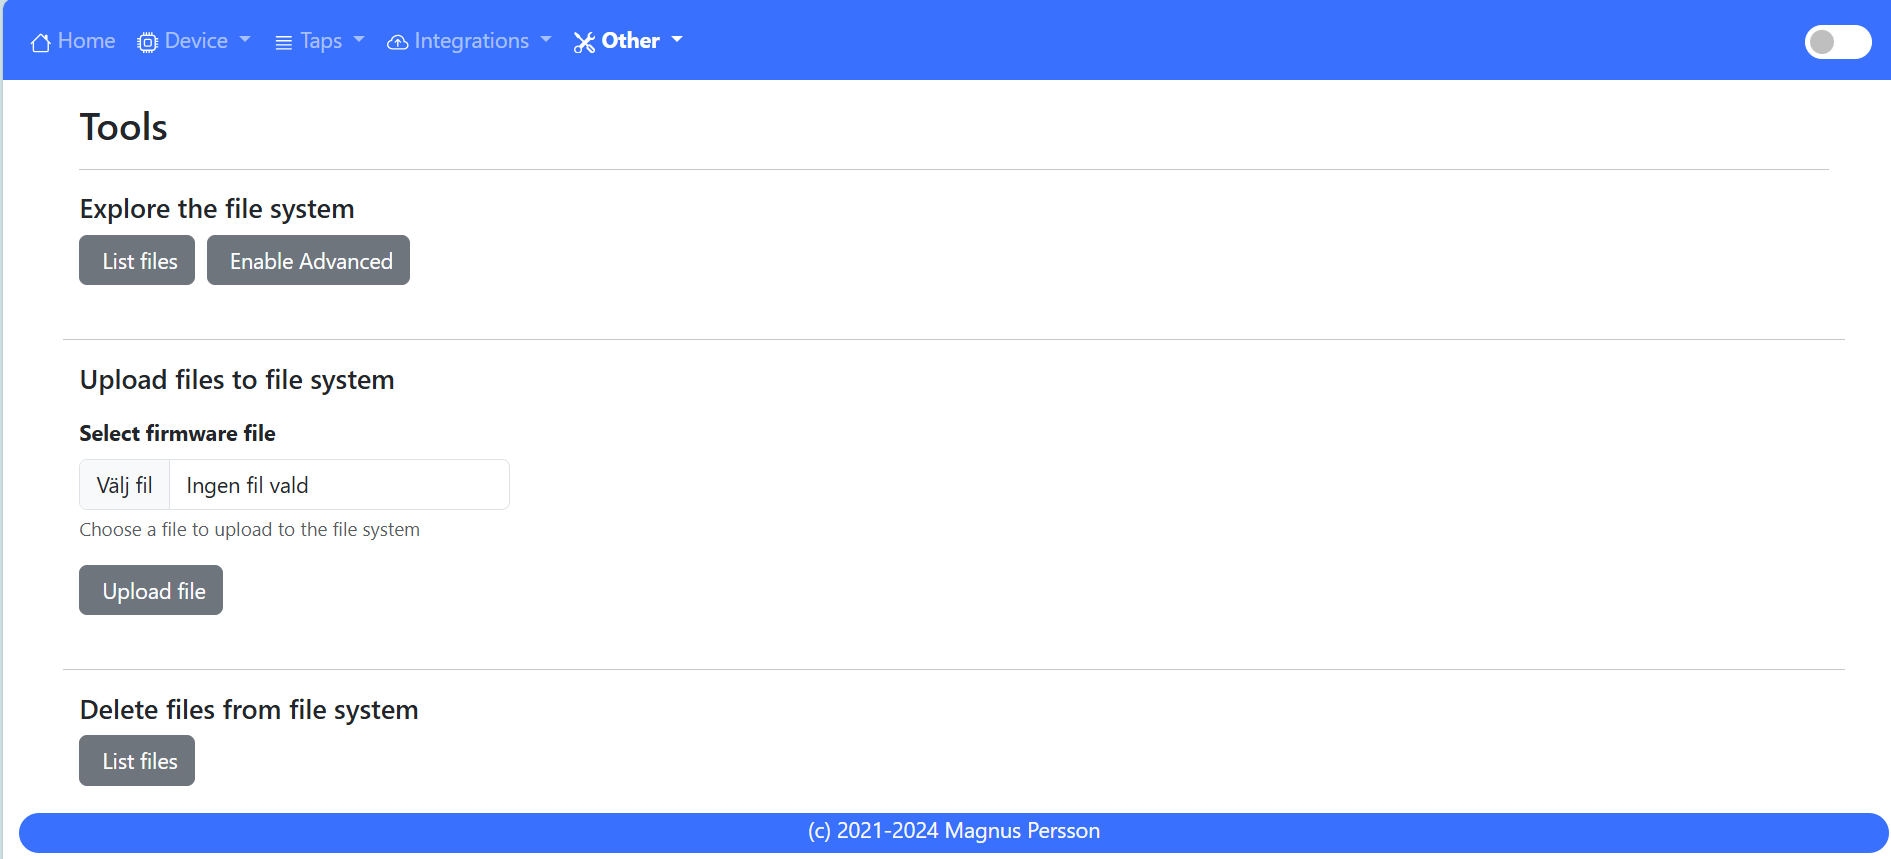 Home Device Taps Integrations Other
Tools
Explore the file system
List files Enable Advanced
Upload files to file system
Select firmware file
Välj fil Ingen fil vald
Choose a file to upload to the file system
Upload file
Delete files from file system
List files
(c) 2021-2024 Magnus Persson